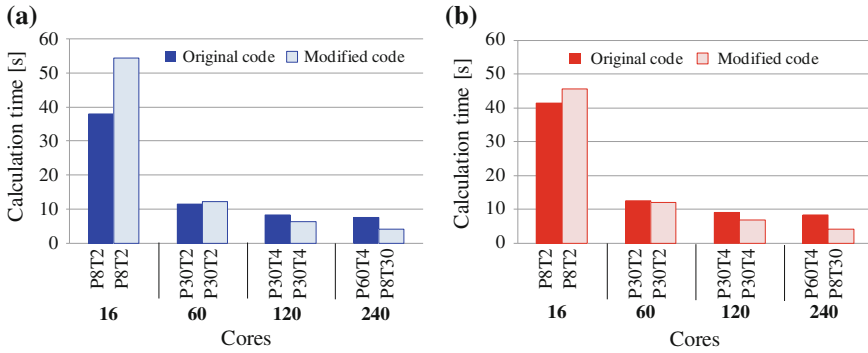 (a)
Calculation time [s]
60
50
40
30
20
10
0
Original code
Modified code
P8T2
P8T2
P30T2
P30T2
P30T4
P30T4
P60T4
P8T30
16
60
120
240
Cores
(b)
Calculation time [s]
60
50
40
30
20
10
0
Original code
Modified code
P8T2
P8T2
P30T2
P30T2
P30T4
P30T4
P60T4
P8T30
16
60
120
240
Cores